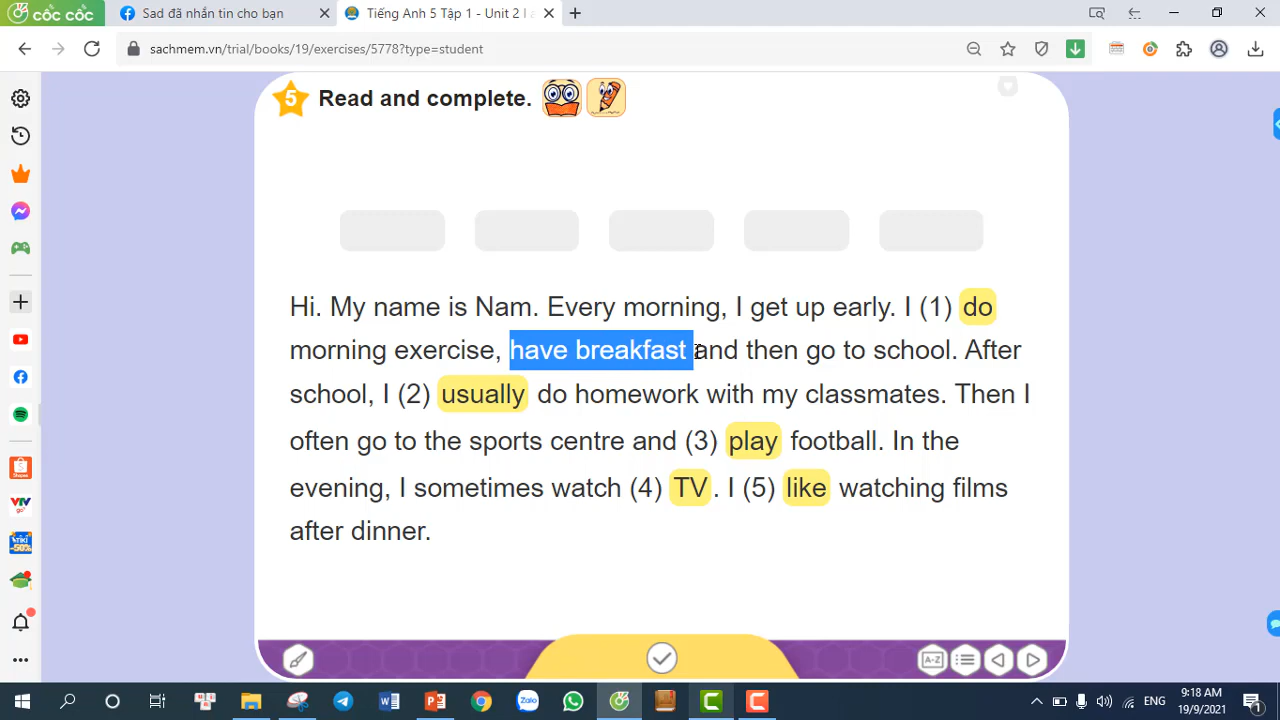 cốc cốc
Sad đã nhắn tin cho bạn
Tiếng Anh 5 Tập 1 - Unit 2 I a
sachmem.vn/trial/books/19/exercises/5778?type=student
5 Read and complete.
Hi. My name is Nam. Every morning, I get up early. I (1) do
morning exercise, have breakfast and then go to school. After
school, I (2) usually do homework with my classmates. Then I
often go to the sports centre and (3) play football. In the
evening, I sometimes watch (4) TV. I (5) like watching films
after dinner.
A-Z
ENG
9:18 AM
19/9/2021
1